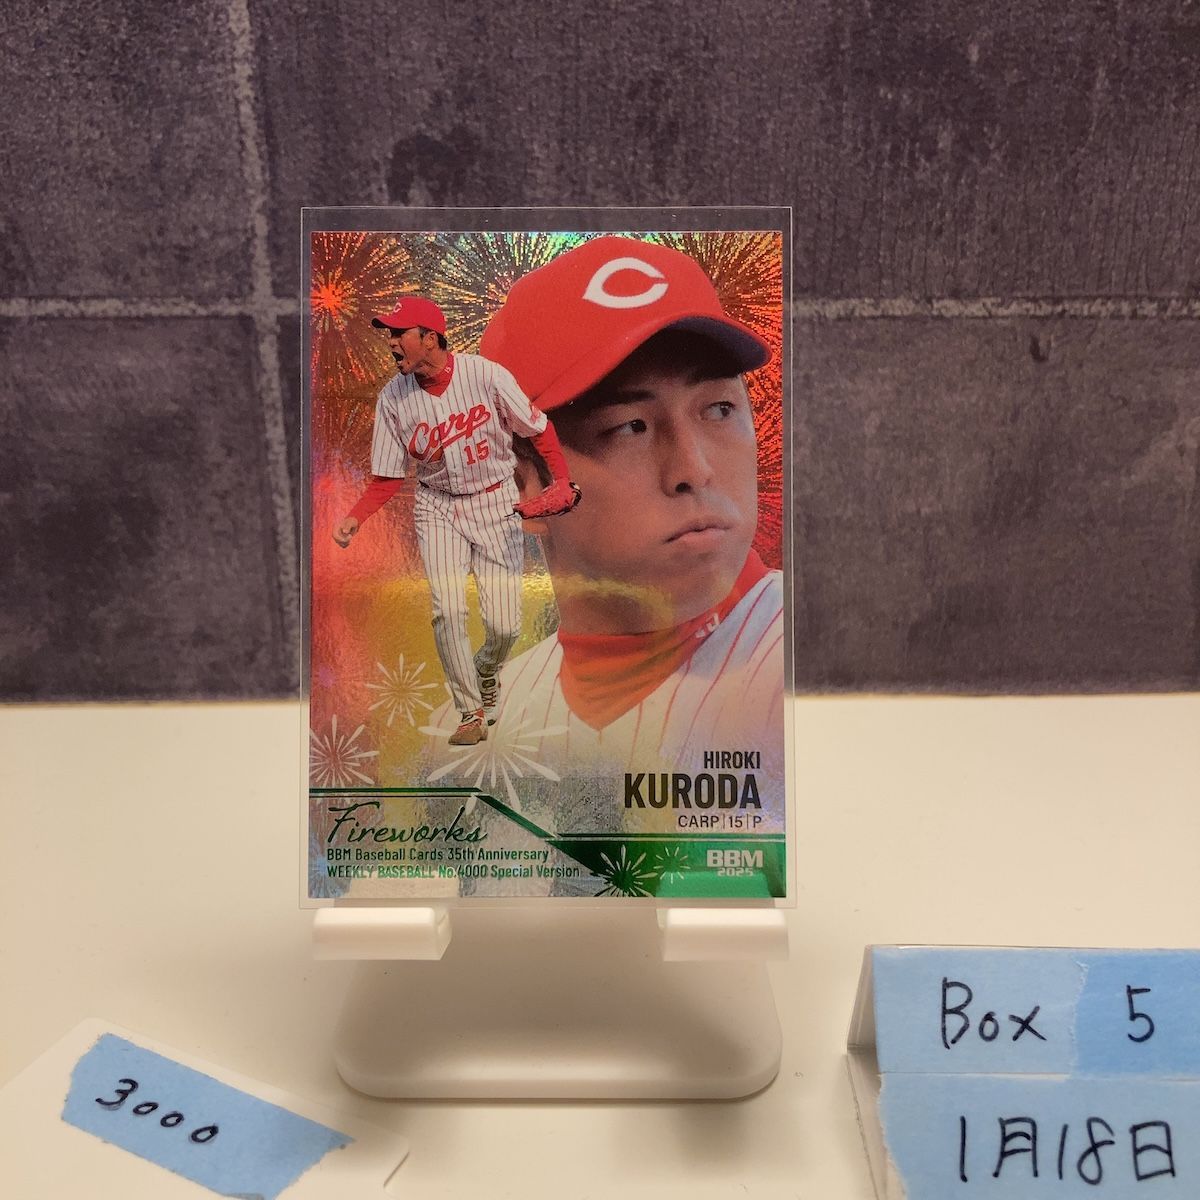 C
Carp
15
HIROKI
KURODA
CARP|15|P
Fireworks
BBM Baseball Cards 35th Anniversary
WEEKLY BASEBALL No.4000 Special Version
BBM
2025
3000
Box 5
1月18日